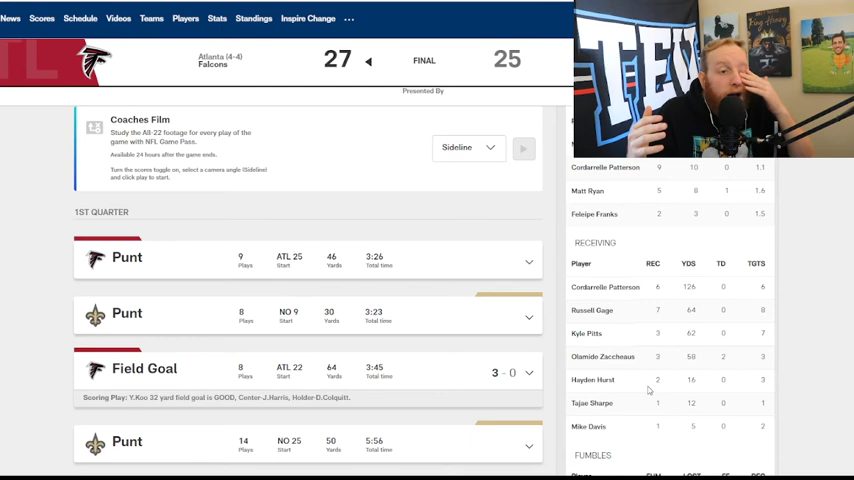 News Scores Schedule Videos Teams Players Stats Standings Inspire Change ...
Atlanta (4-4)
Falcons
27
FINAL
25
Presented By
Coaches Film
Study the All-22 footage for every play of the
game with NFL Game Pass.
Available 24 hours after the game ends.
Turn the scores toggle on, select a camera angle (Sideline)
and click play to start.
Sideline
1ST QUARTER
Punt 9 ATL 25 46 3:26
Plays Start Yards Total time
Punt 8 NO 9 30 3:23
Plays Start Yards Total time
Field Goal 8 ATL 22 64 3:45 3 - 0
Plays Start Yards Total time
Scoring Play: Y.Koo 32 yard field goal is GOOD, Center-J.Harris, Holder-D.Colquitt.
Punt 14 NO 25 50 5:56
Plays Start Yards Total time
Cordarrelle Patterson 9 10 0 1.1
Matt Ryan 5 8 1 1.6
Feleipe Franks 2 3 0 1.5
RECEIVING
Player REC YDS TD TGTS
Cordarrelle Patterson 6 126 0 6
Russell Gage 7 64 0 8
Kyle Pitts 3 62 0 7
Olamide Zaccheaus 3 58 2 3
Hayden Hurst 2 16 0 3
Tajae Sharpe 1 12 0 1
Mike Davis 1 5 0 2
FUMBLES